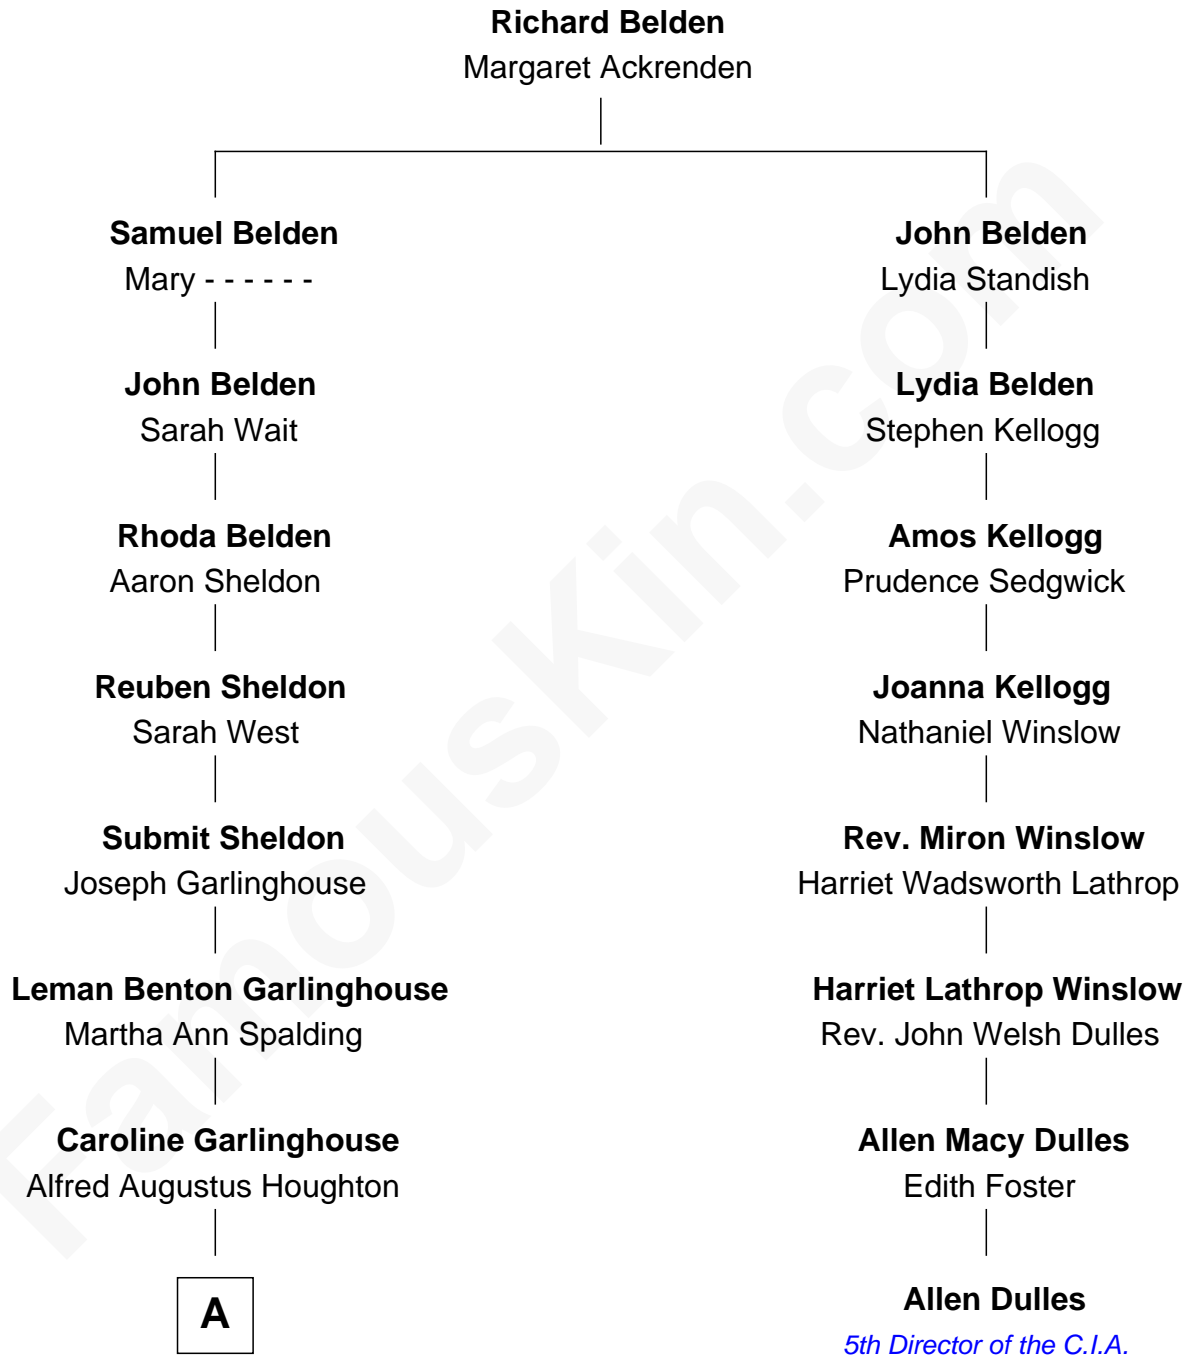 Richard Belden
Margaret Ackrenden
Samuel Belden
Mary - - - - - -
John Belden
Sarah Wait
Rhoda Belden
Aaron Sheldon
Reuben Sheldon
Sarah West
Submit Sheldon
Joseph Garlinghouse
Leman Benton Garlinghouse
Martha Ann Spalding
Caroline Garlinghouse
Alfred Augustus Houghton
A
John Belden
Lydia Standish
Lydia Belden
Stephen Kellogg
Amos Kellogg
Prudence Sedgwick
Joanna Kellogg
Nathaniel Winslow
Rev. Miron Winslow
Harriet Wadsworth Lathrop
Harriet Lathrop Winslow
Rev. John Welsh Dulles
Allen Macy Dulles
Edith Foster
Allen Dulles
5th Director of the C.I.A.
FamousKin.com